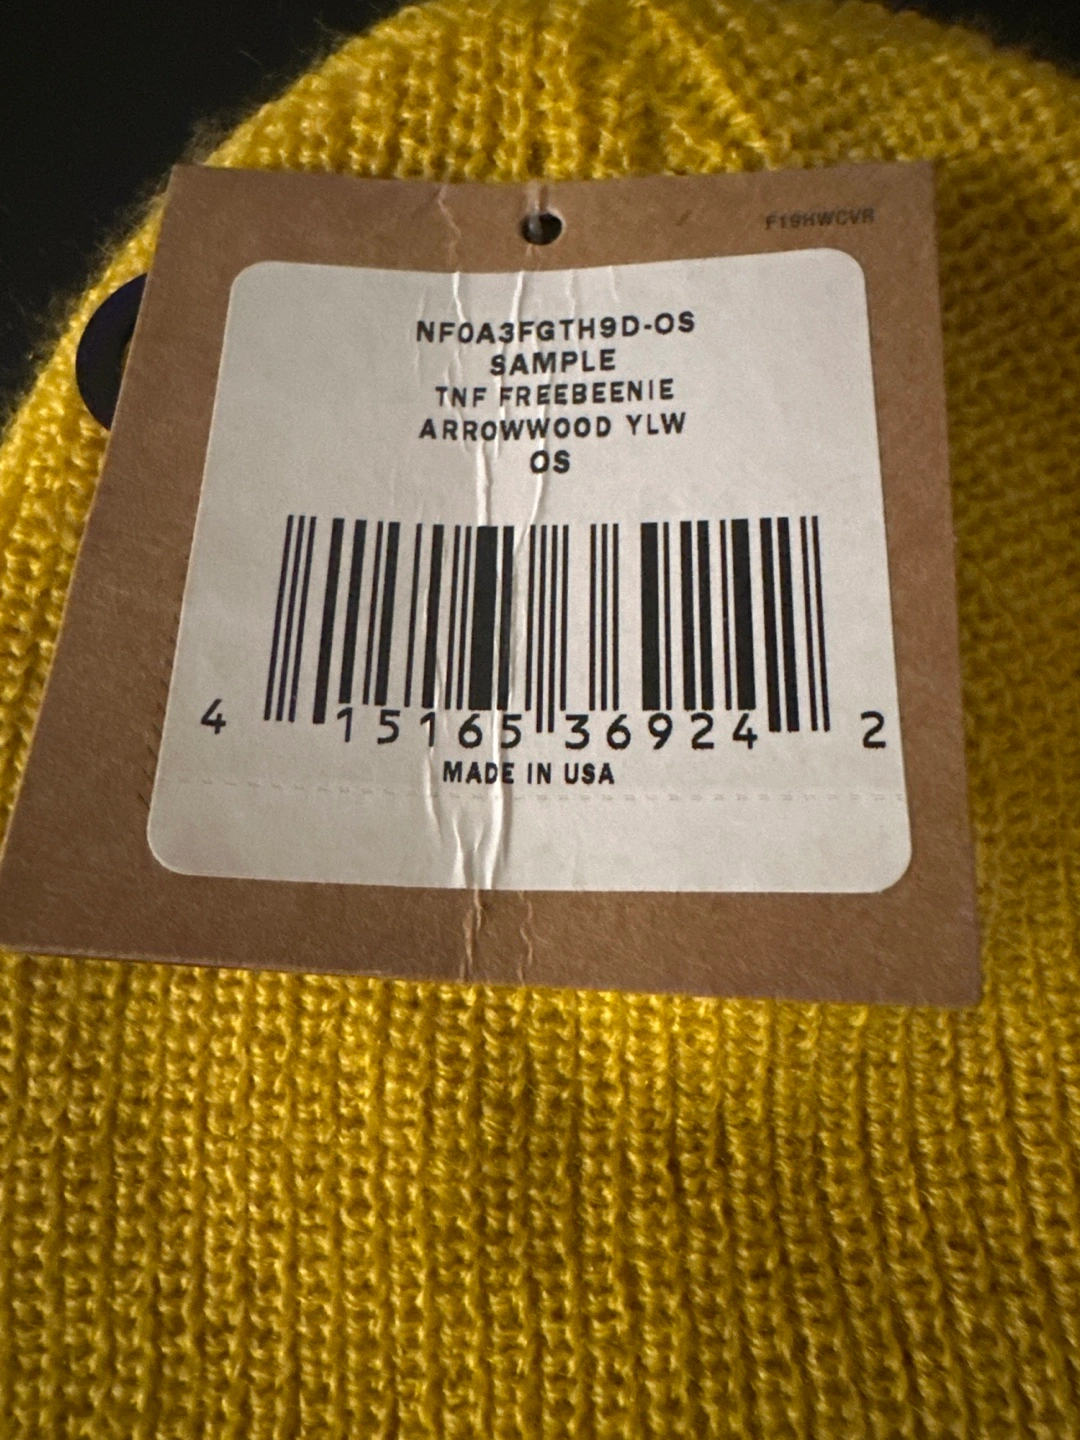 F19HWCVR
NF0A3FGTH9D-OS
SAMPLE
TNF FREEBEENIE
ARROWWOOD YLW
OS
4 15165 36924 2
MADE IN USA